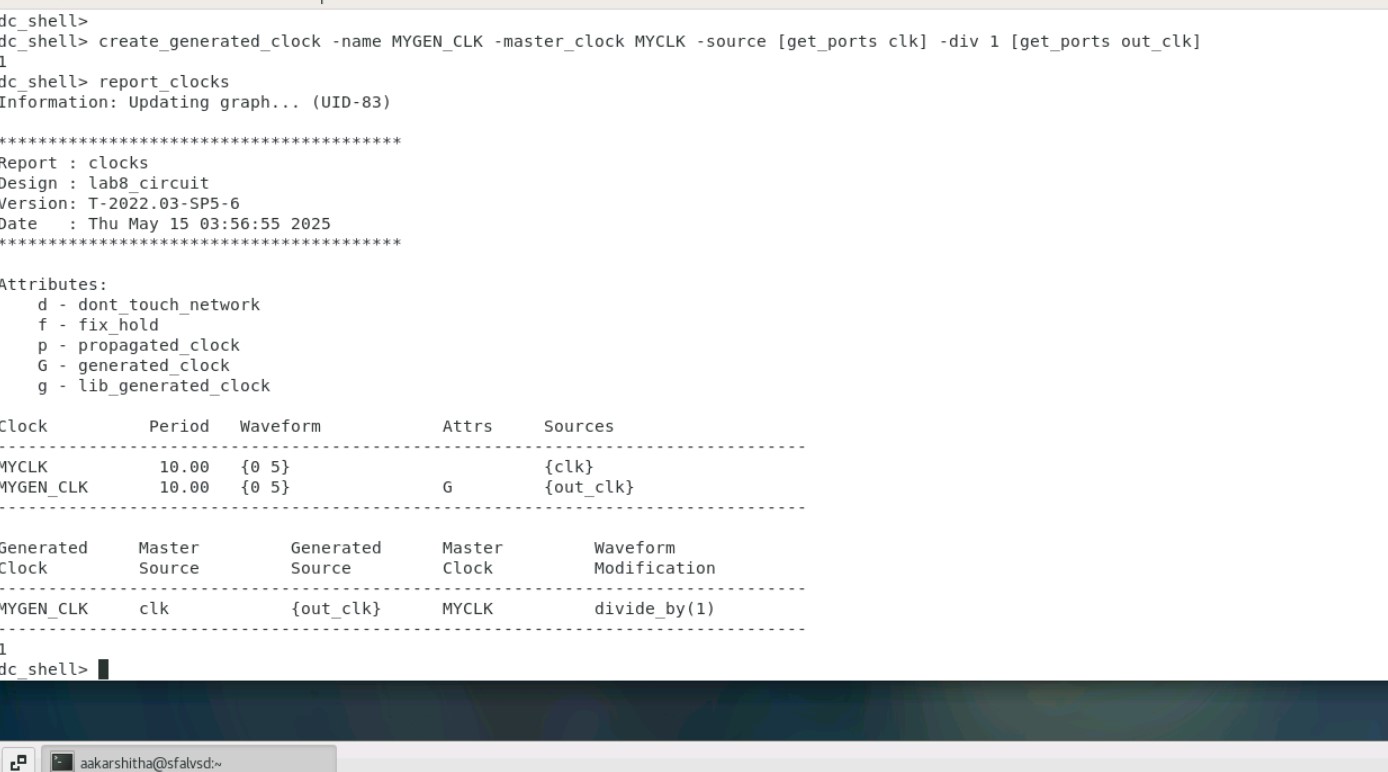 dc_shell>
dc_shell> create_generated_clock -name MYGEN_CLK -master_clock MYCLK -source [get_ports clk] -div 1 [get_ports out_clk]
1
dc_shell> report_clocks
Information: Updating graph... (UID-83)
****************************************
Report : clocks
Design : lab8_circuit
Version: T-2022.03-SP5-6
Date   : Thu May 15 03:56:55 2025
****************************************
Attributes:
    d - dont_touch_network
    f - fix_hold
    p - propagated_clock
    G - generated_clock
    g - lib_generated_clock
Clock          Period   Waveform            Attrs     Sources
--------------------------------------------------------------------------------
MYCLK           10.00   {0 5}                         {clk}
MYGEN_CLK       10.00   {0 5}               G         {out_clk}
--------------------------------------------------------------------------------
Generated     Master         Generated      Master         Waveform
Clock         Source         Source         Clock          Modification
--------------------------------------------------------------------------------
MYGEN_CLK     clk            {out_clk}      MYCLK          divide_by(1)
--------------------------------------------------------------------------------
1
dc_shell>
aakarshitha@sfalvsd:~